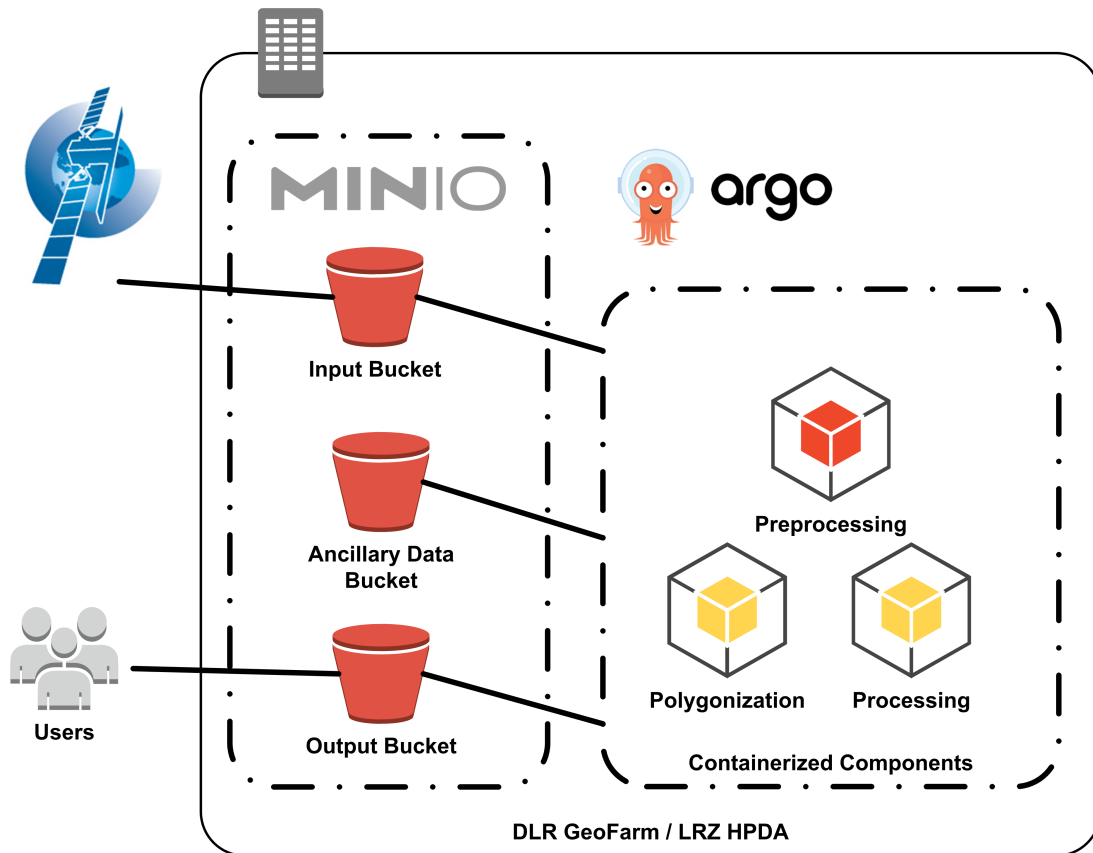 MINIO
argo
Input Bucket
Preprocessing
Ancillary Data
Bucket
Polygonization
Processing
Users
Output Bucket
Containerized Components
DLR GeoFarm / LRZ HPDA